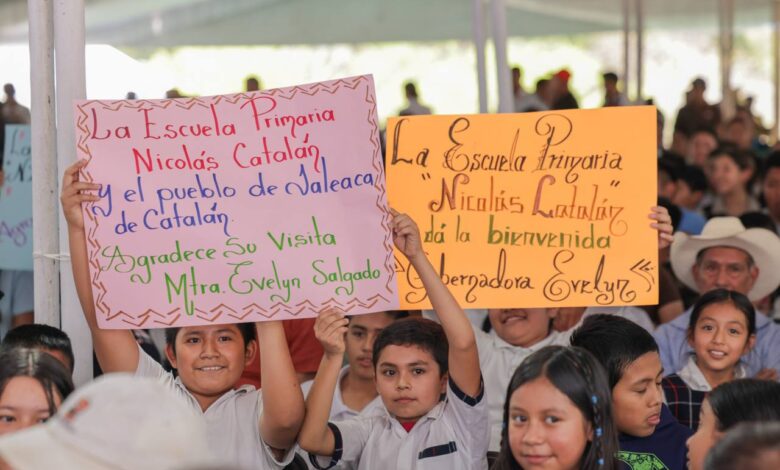 La Escuela Primaria
Nicolás Catalán
y el pueblo de Jaleaca
de Catalán,
Agradece Su Visita
Mtra. Evelyn Salgado
La Escuela Primaria
"Nicolás Catalán"
dá la bienvenida
Gobernadora Evelyn
La